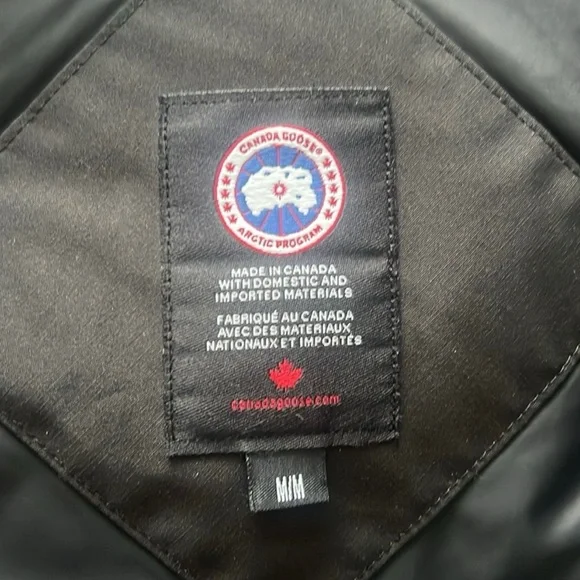 CANADA GOOSE®
ARCTIC PROGRAM
MADE IN CANADA
WITH DOMESTIC AND
IMPORTED MATERIALS
FABRIQUÉ AU CANADA
AVEC DES MATERIAUX
NATIONAUX ET IMPORTÉS
canadagoose.com
M/M